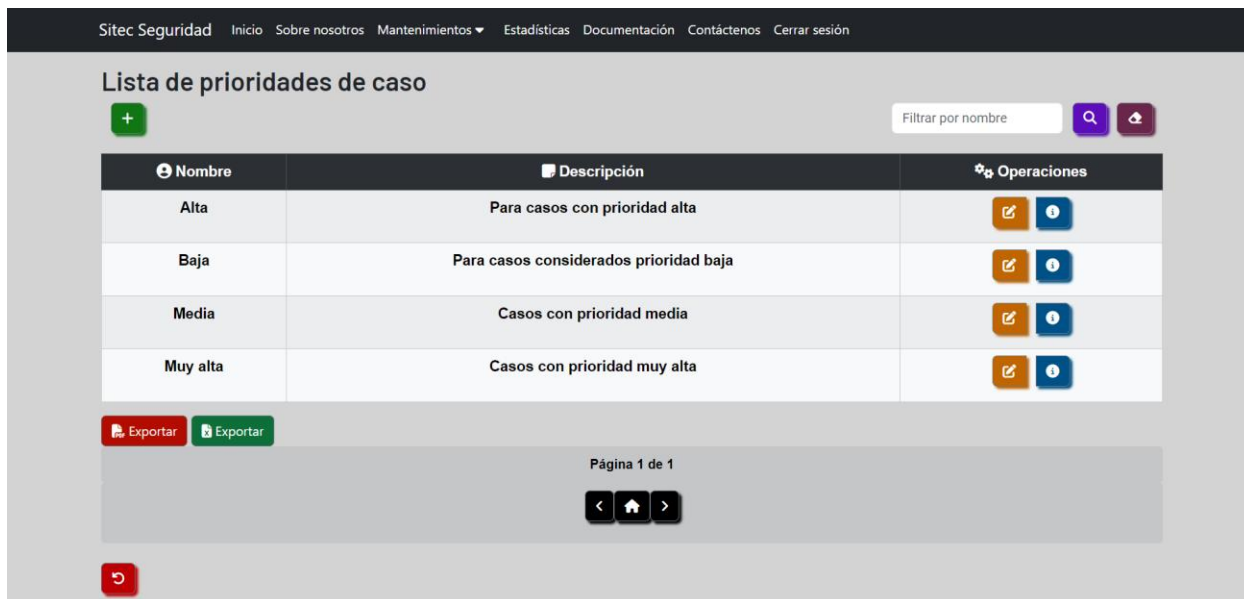 Sitec Seguridad Inicio Sobre nosotros Mantenimientos Estadísticas Documentación Contáctenos Cerrar sesión
Lista de prioridades de caso
Filtrar por nombre
Nombre Descripción Operaciones
Alta Para casos con prioridad alta
Baja Para casos considerados prioridad baja
Media Casos con prioridad media
Muy alta Casos con prioridad muy alta
Exportar Exportar
Página 1 de 1